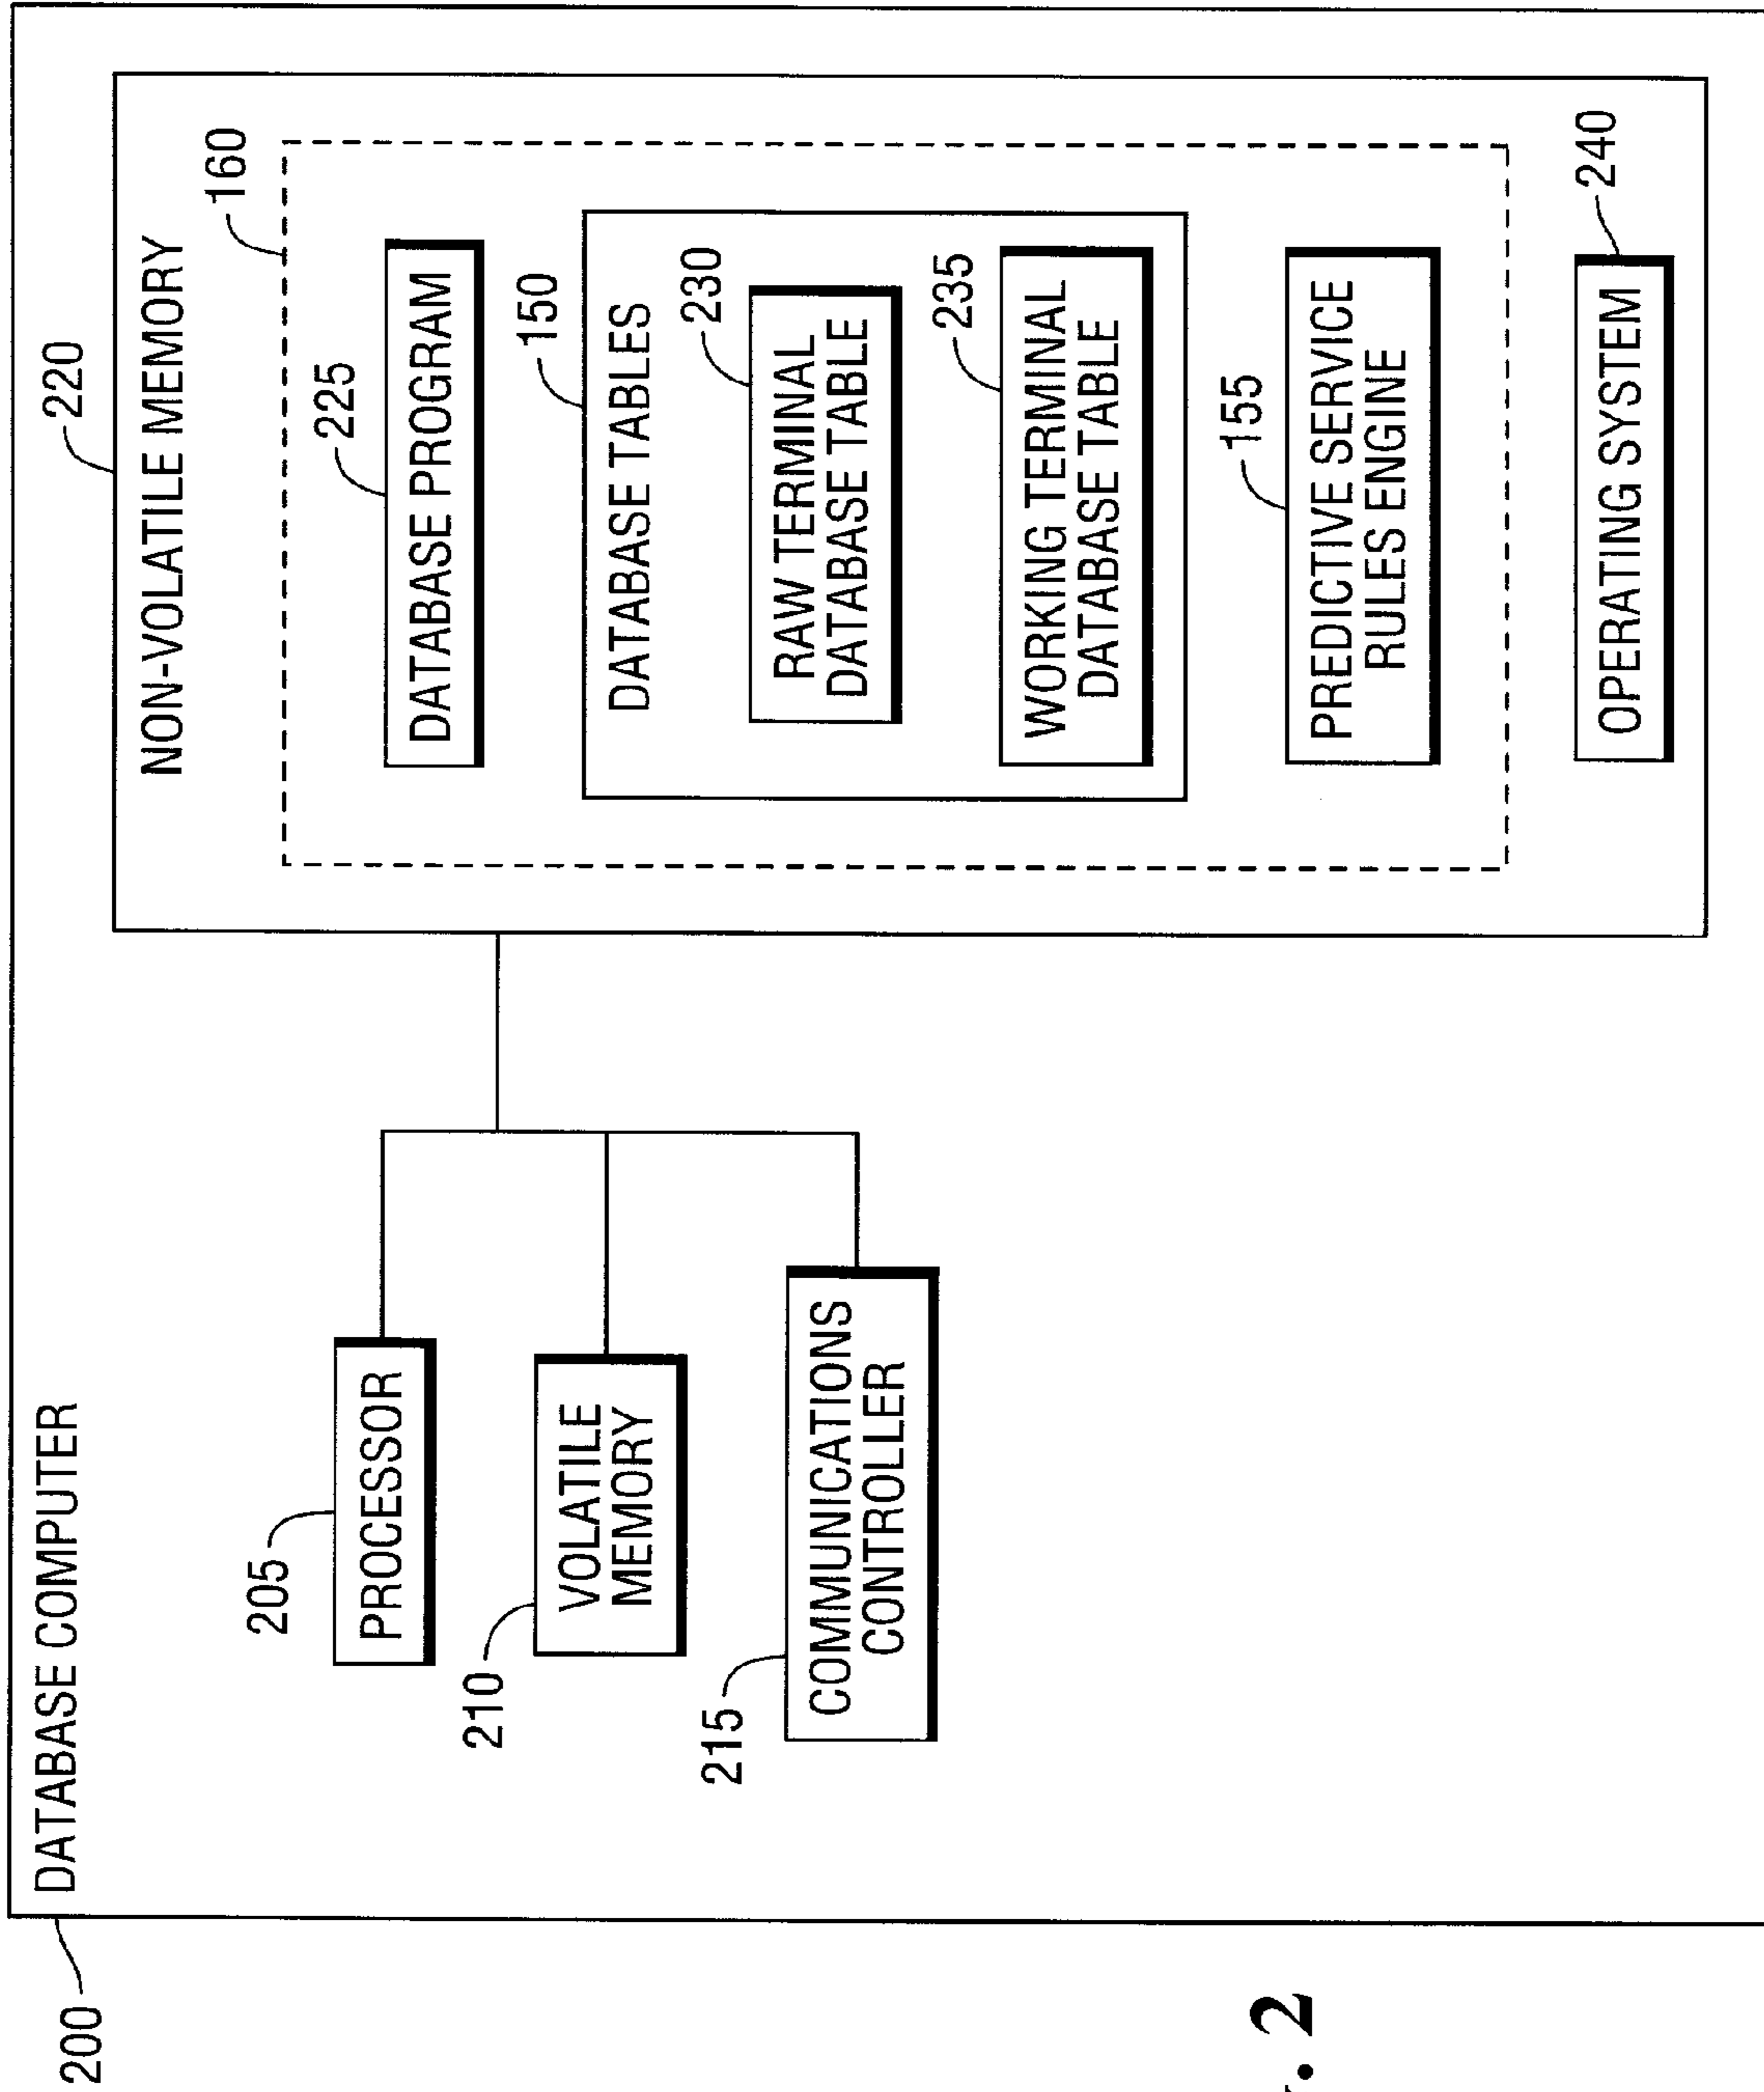 200
DATABASE COMPUTER
205
PROCESSOR
210
VOLATILE
MEMORY
215
COMMUNICATIONS
CONTROLLER
220
NON-VOLATILE MEMORY
160
225
DATABASE PROGRAM
150
DATABASE TABLES
230
RAW TERMINAL
DATABASE TABLE
235
WORKING TERMINAL
DATABASE TABLE
155
PREDICTIVE SERVICE
RULES ENGINE
240
OPERATING SYSTEM
. 2